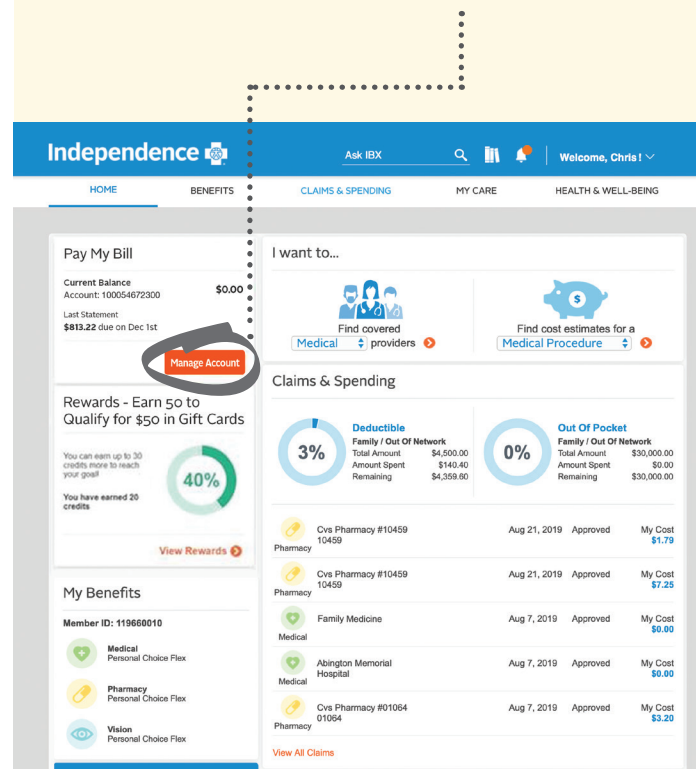 Independence
Ask IBX
Welcome, Chris!
HOME
BENEFITS
CLAIMS & SPENDING
MY CARE
HEALTH & WELL-BEING
Pay My Bill
Current Balance
Account: 100054672300
$0.00
Last Statement
$813.22 due on Dec 1st
Manage Account
Rewards - Earn 50 to
Qualify for $50 in Gift Cards
You can earn up to 30
credits more to reach
your goal!
You have earned 20
credits
40%
View Rewards
My Benefits
Member ID: 119660010
Medical
Personal Choice Flex
Pharmacy
Personal Choice Flex
Vision
Personal Choice Flex
I want to...
Find covered
Medical providers
Find cost estimates for a
Medical Procedure
Claims & Spending
3%
Deductible
Family / Out Of Network
Total Amount $4,500.00
Amount Spent $140.40
Remaining $4,359.60
0%
Out Of Pocket
Family / Out Of Network
Total Amount $30,000.00
Amount Spent $0.00
Remaining $30,000.00
Pharmacy
Cvs Pharmacy #10459
10459
Aug 21, 2019 Approved
My Cost
$1.79
Pharmacy
Cvs Pharmacy #10459
10459
Aug 21, 2019 Approved
My Cost
$7.25
Medical
Family Medicine
Aug 7, 2019 Approved
My Cost
$0.00
Medical
Abington Memorial
Hospital
Aug 7, 2019 Approved
My Cost
$0.00
Pharmacy
Cvs Pharmacy #01064
01064
Aug 7, 2019 Approved
My Cost
$3.20
View All Claims